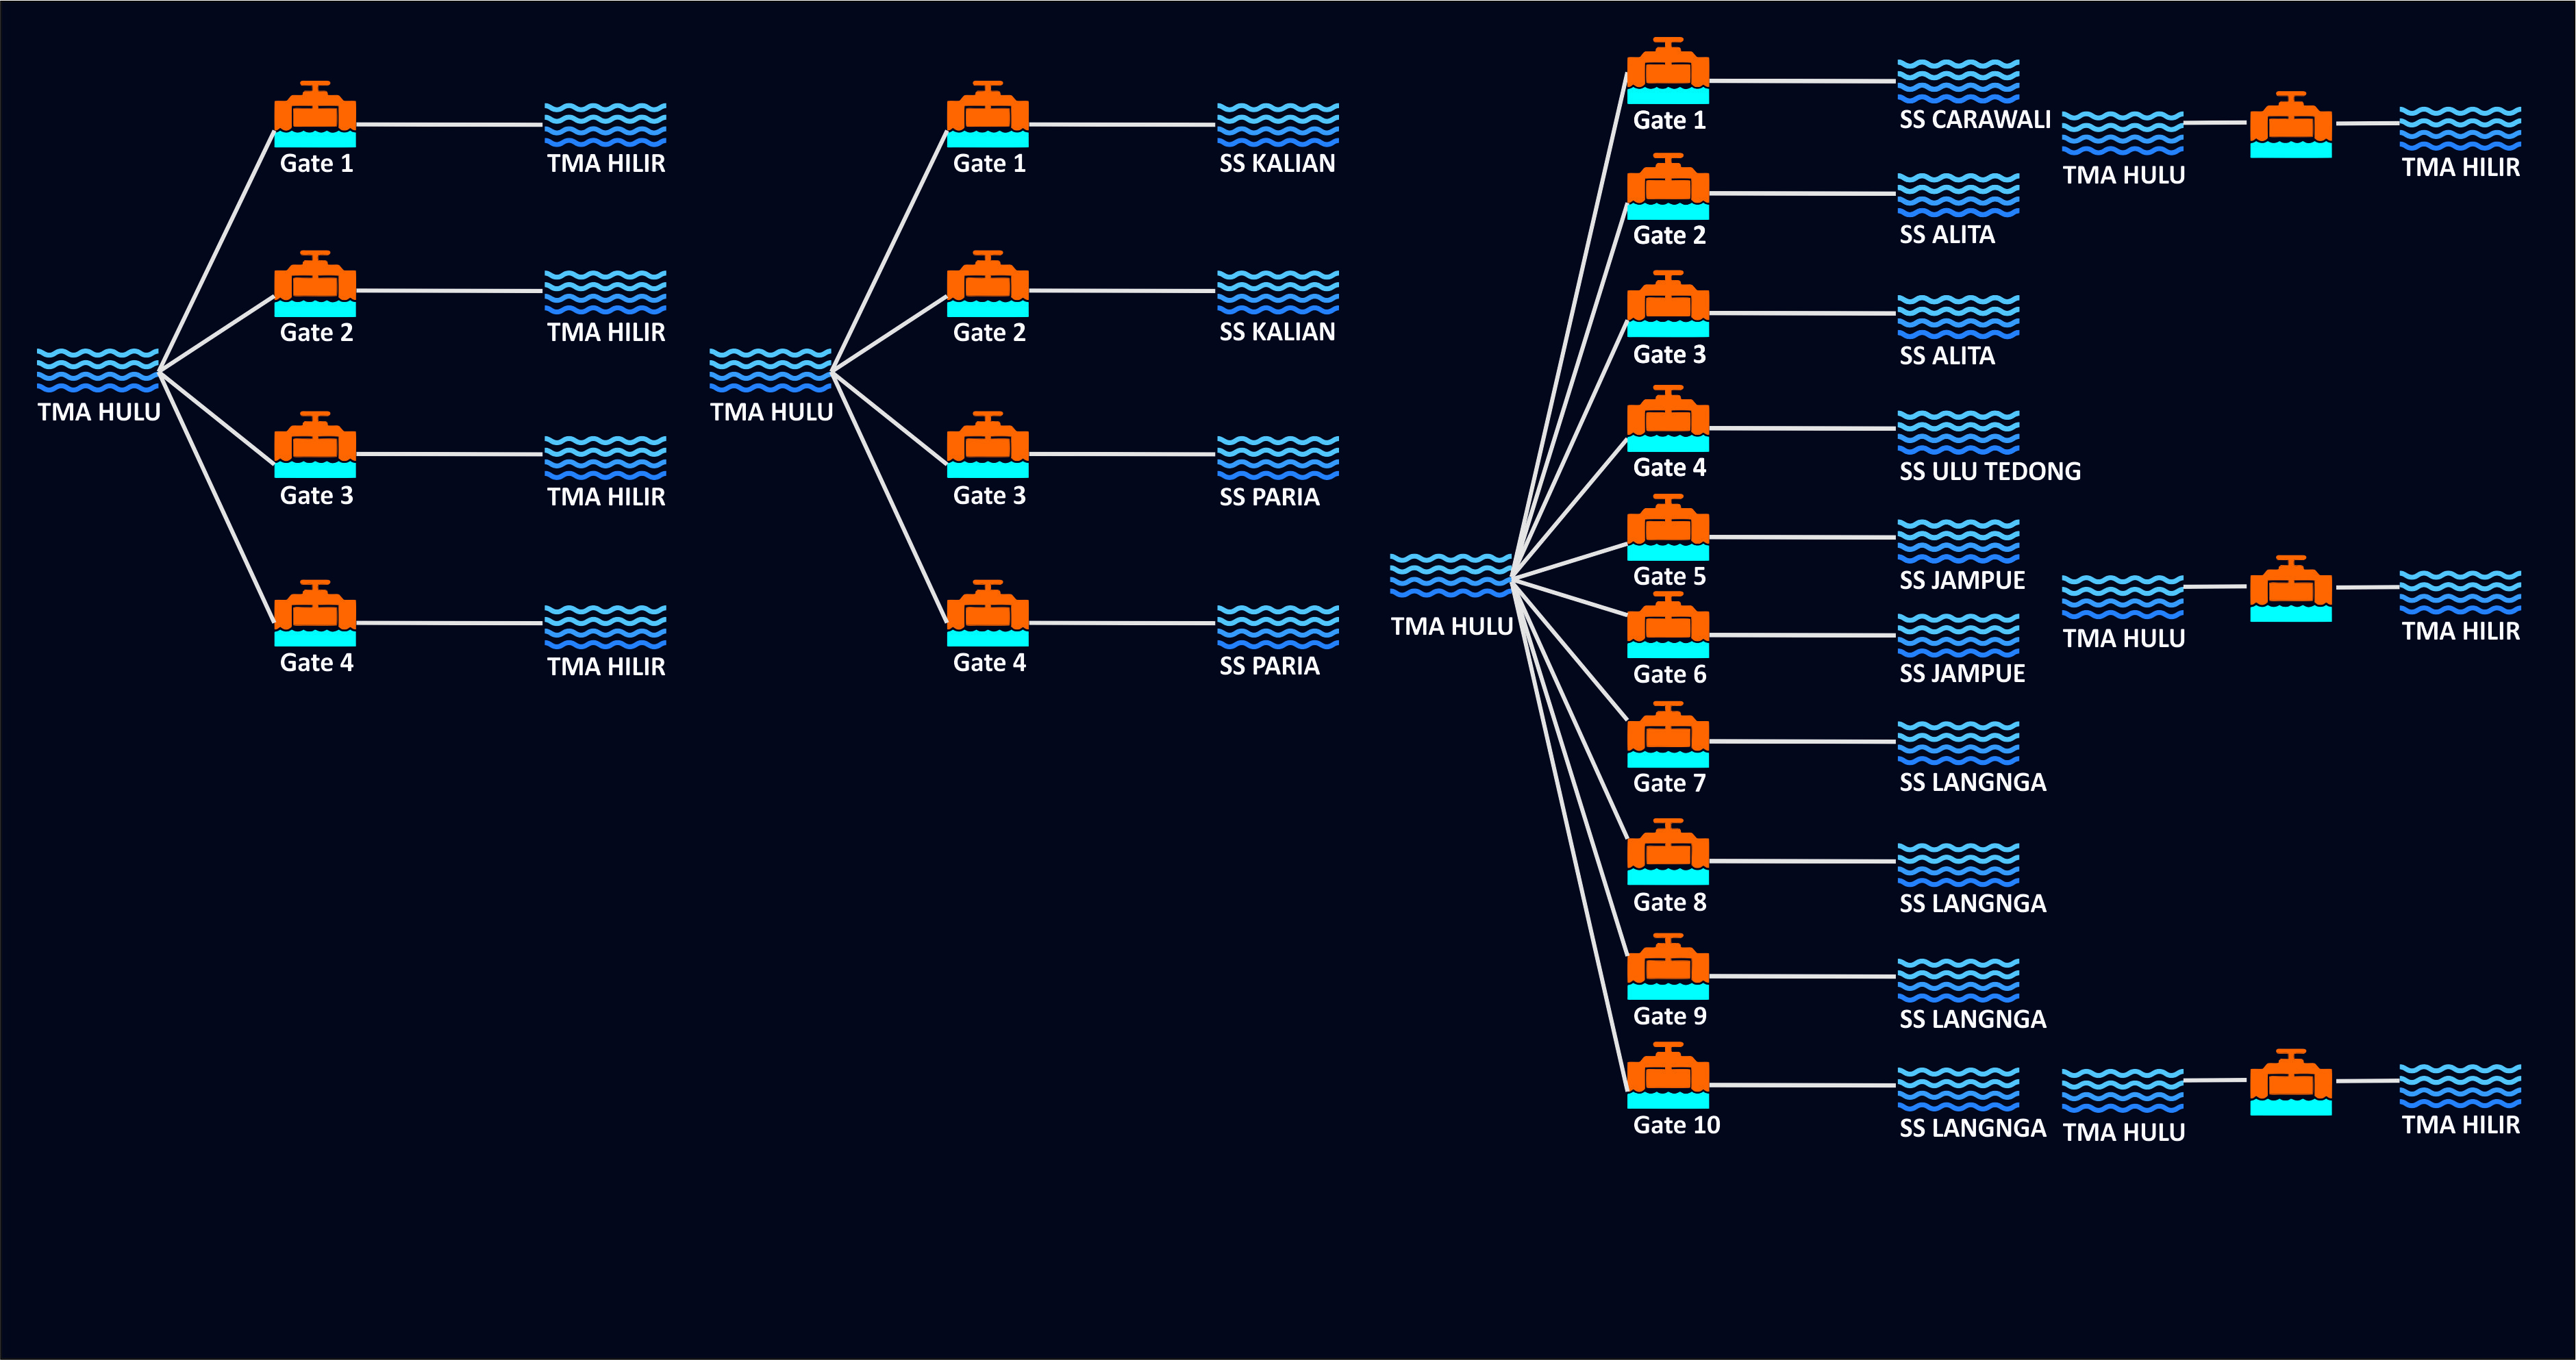 Gate 1
TMA HILIR
Gate 2
TMA HILIR
TMA HULU
Gate 3
TMA HILIR
Gate 4
TMA HILIR
Gate 1
SS KALIAN
Gate 2
SS KALIAN
TMA HULU
Gate 3
SS PARIA
Gate 4
SS PARIA
Gate 1
SS CARAWALI
Gate 2
SS ALITA
Gate 3
SS ALITA
Gate 4
SS ULU TEDONG
Gate 5
SS JAMPUE
TMA HULU
Gate 6
SS JAMPUE
Gate 7
SS LANGNGA
Gate 8
SS LANGNGA
Gate 9
SS LANGNGA
Gate 10
SS LANGNGA
TMA HULU
TMA HILIR
TMA HULU
TMA HILIR
TMA HULU
TMA HILIR